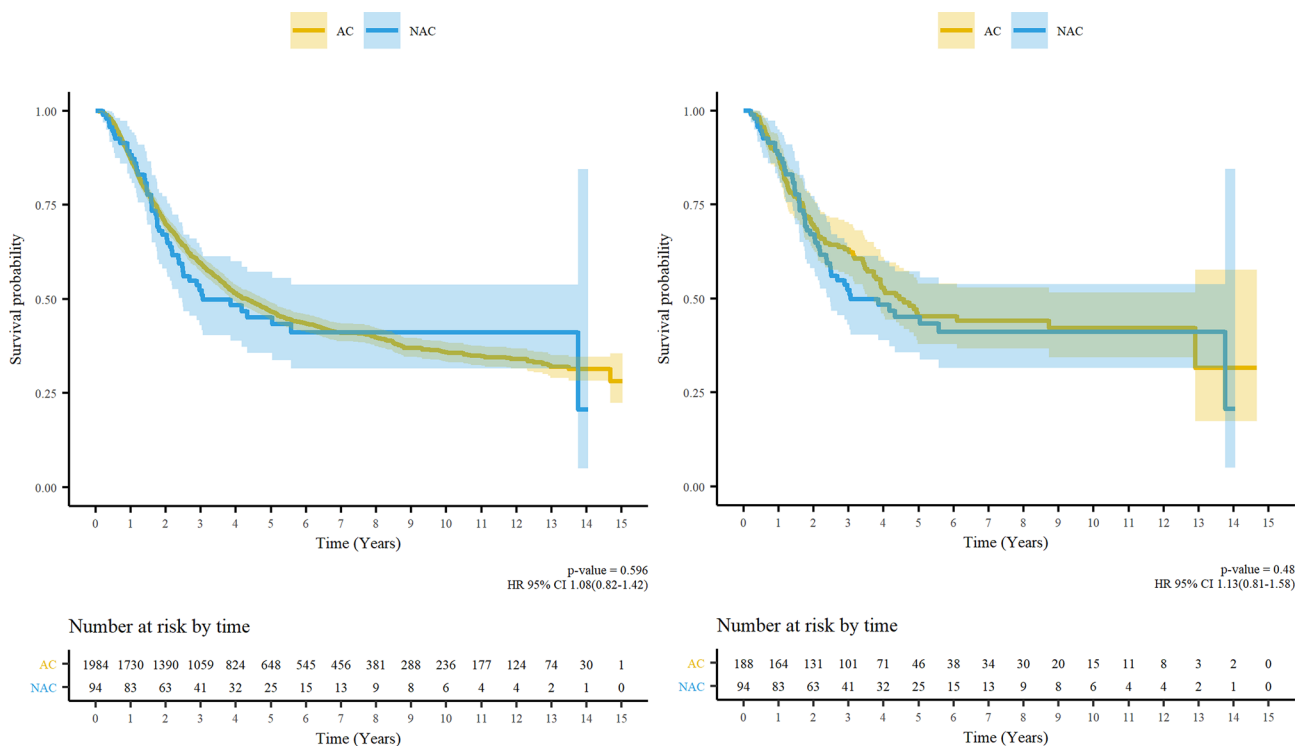 AC NAC
1.00
0.75
0.50
0.25
0.00
Survival probability
0 1 2 3 4 5 6 7 8 9 10 11 12 13 14 15
Time (Years)
p-value = 0.596
HR 95% CI 1.08(0.82-1.42)
Number at risk by time
AC 1984 1730 1390 1059 824 648 545 456 381 288 236 177 124 74 30 1
NAC 94 83 63 41 32 25 15 13 9 8 6 4 4 2 1 0
0 1 2 3 4 5 6 7 8 9 10 11 12 13 14 15
Time (Years)
AC NAC
1.00
0.75
0.50
0.25
0.00
Survival probability
0 1 2 3 4 5 6 7 8 9 10 11 12 13 14 15
Time (Years)
p-value = 0.48
HR 95% CI 1.13(0.81-1.58)
Number at risk by time
AC 188 164 131 101 71 46 38 34 30 20 15 11 8 3 2 0
NAC 94 83 63 41 32 25 15 13 9 8 6 4 4 2 1 0
0 1 2 3 4 5 6 7 8 9 10 11 12 13 14 15
Time (Years)